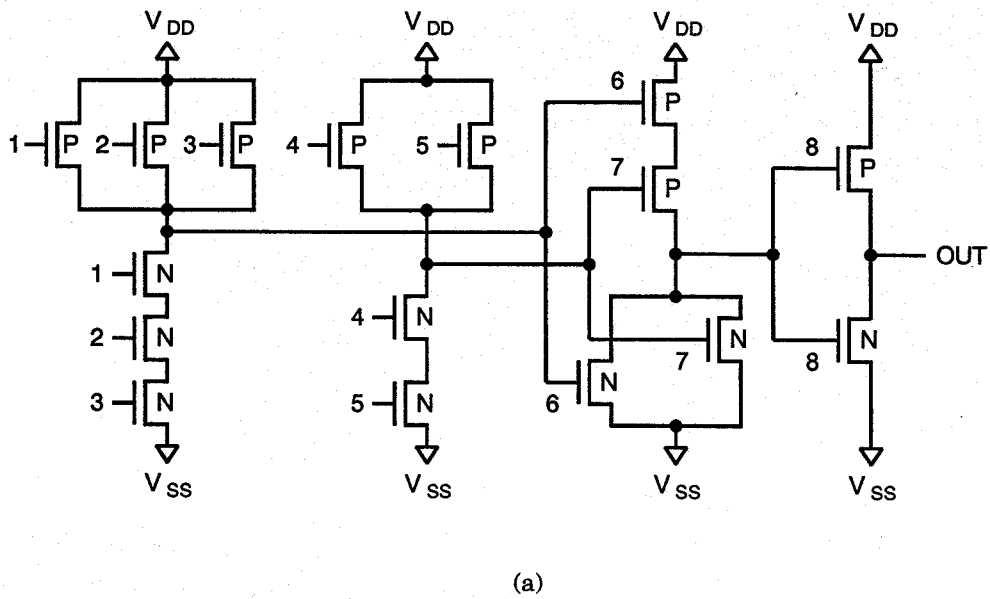 V DD V DD V DD V DD
6 P
1 P 2 P 3 P 4 P 5 P 8 P
7 P
OUT
1 N
4 N 7 N 8 N
2 N
6 N
3 N 5 N
V SS V SS V SS V SS
(a)